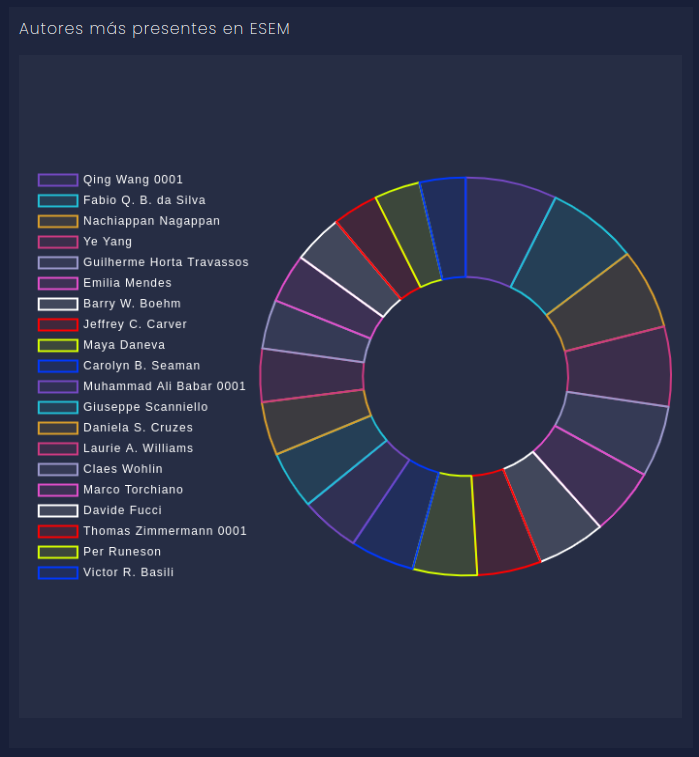 Autores más presentes en ESEM
Qing Wang 0001
Fabio Q. B. da Silva
Nachiappan Nagappan
Ye Yang
Guilherme Horta Travassos
Emilia Mendes
Barry W. Boehm
Jeffrey C. Carver
Maya Daneva
Carolyn B. Seaman
Muhammad Ali Babar 0001
Giuseppe Scanniello
Daniela S. Cruzes
Laurie A. Williams
Claes Wohlin
Marco Torchiano
Davide Fucci
Thomas Zimmermann 0001
Per Runeson
Victor R. Basili